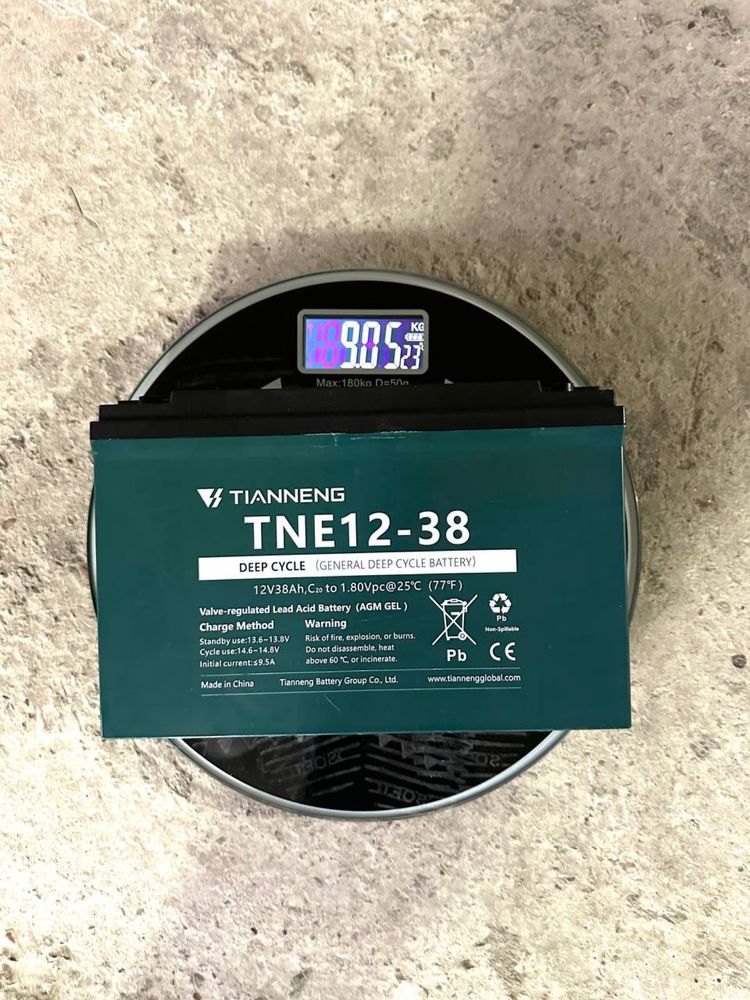 9.05 KG
23
Max:180kg D=50g
TIANNENG
TNE12-38
DEEP CYCLE (GENERAL DEEP CYCLE BATTERY)
12V38Ah,C₂₀ to 1.80Vpc@25℃ (77℉)
Valve-regulated Lead Acid Battery (AGM GEL )
Charge Method
Standby use:13.6~13.8V
Cycle use:14.6~14.8V
Initial current:≤9.5A
Warning
Risk of fire, explosion, or burns.
Do not disassemble, heat
above 60 ℃, or incinerate.
Pb
Pb
Non-Spillable
CE
Made in China
Tianneng Battery Group Co., Ltd.
www.tiannengglobal.com